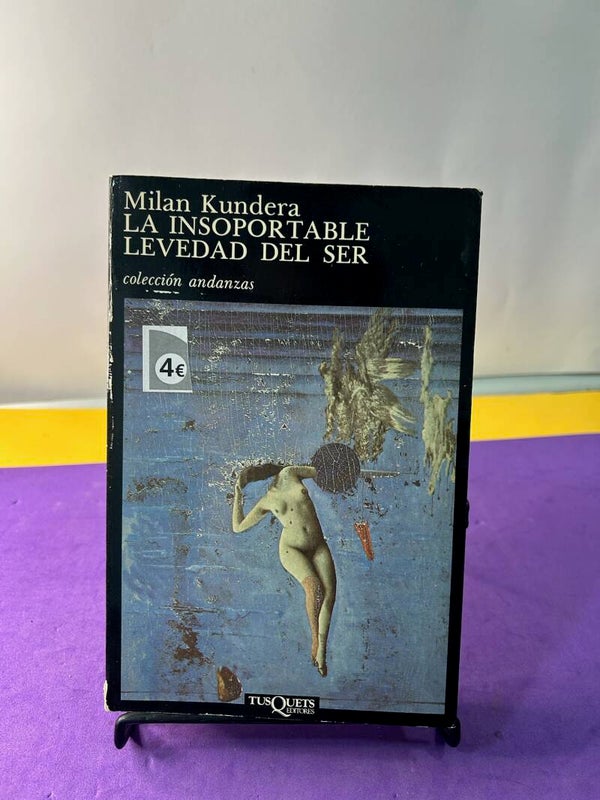 Milan Kundera
LA INSOPORTABLE
LEVEDAD DEL SER
colección andanzas
4€
TUSQUETS
EDITORES